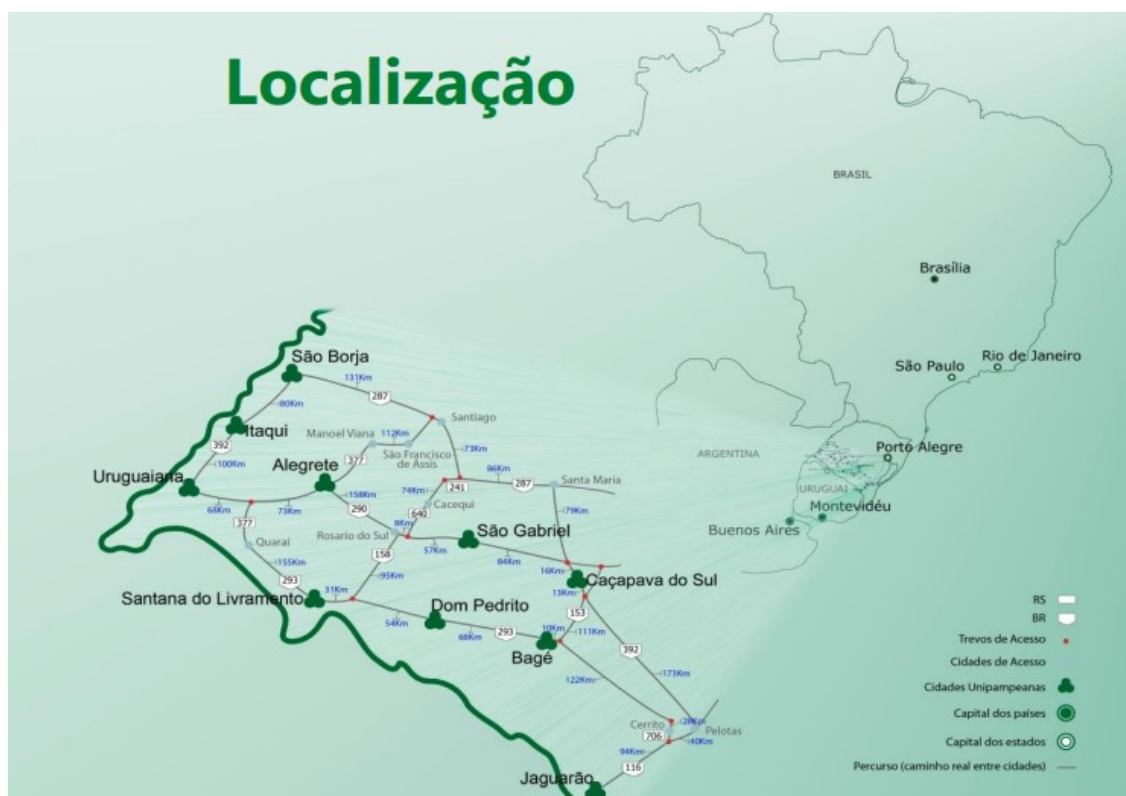 Localização
BRASIL
Brasília
São Paulo
Rio de Janeiro
Porto Alegre
ARGENTINA
URUGUAI
Montevidéu
Buenos Aires
São Borja
131Km
287
Santiago
80Km
Itaqui
Manoel Viana
112Km
São Francisco
de Assis
377
392
100Km
73Km
Alegrete
Uruguaiana
86Km
287
Santa Maria
241
74Km
158Km
68Km
73Km
290
640
Cacequi
79Km
377
8Km
Rosario do Sul
São Gabriel
Quarai
158
57Km
84Km
16Km
155Km
293
95Km
Caçapava do Sul
13Km
31Km
Santana do Livramento
Dom Pedrito
153
54Km
68Km
293
10Km
111Km
Bagé
392
122Km
173Km
Cerrito
28Km
706
Pelotas
40Km
94Km
116
Jaguarão
RS
BR
Trevos de Acesso
Cidades de Acesso
Cidades Unipampeanas
Capital dos países
Capital dos estados
Percurso (caminho real entre cidades)